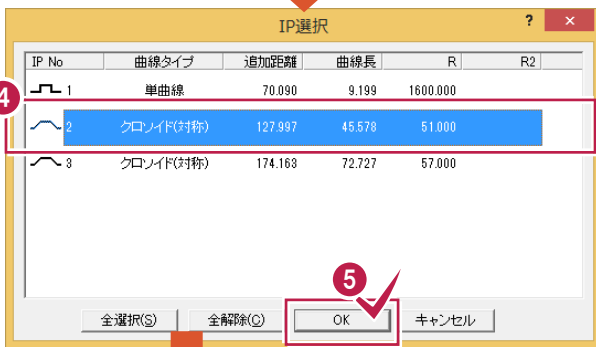 IP選択 ? ×
IP No 曲線タイプ 追加距離 曲線長 R R2
1 単曲線 70.090 9.199 1600.000
4
2 クロソイド(対称) 127.997 45.578 51.000
3 クロソイド(対称) 174.163 72.727 57.000
5
全選択(S) 全解除(C) OK キャンセル